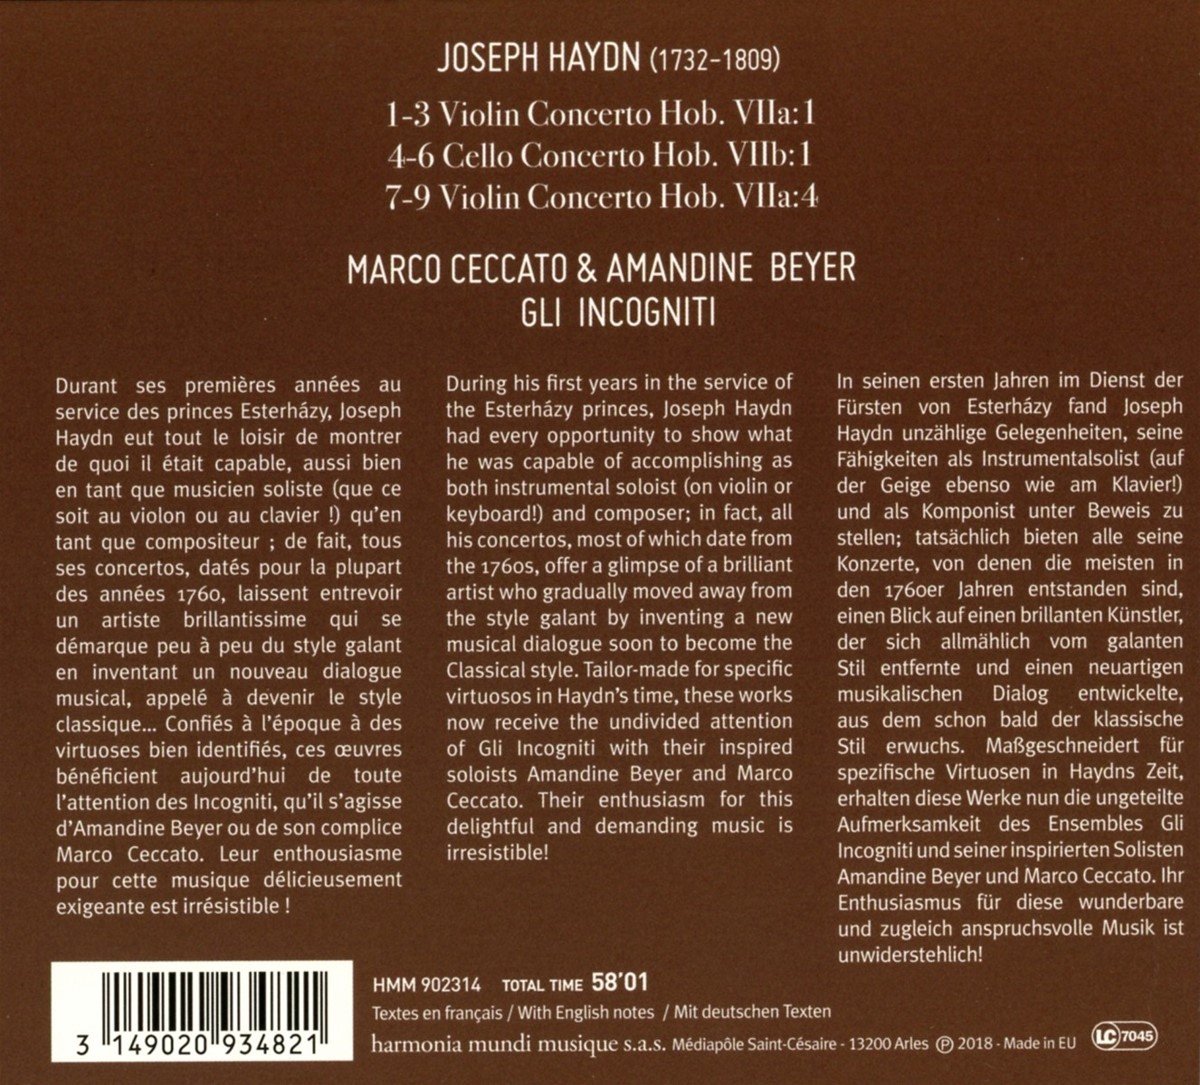 JOSEPH HAYDN (1732-1809)
1-3 Violin Concerto Hob. VIIa:1
4-6 Cello Concerto Hob. VIIb:1
7-9 Violin Concerto Hob. VIIa:4
MARCO CECCATO & AMANDINE BEYER
GLI INCOGNITI
Durant ses premières années au
service des princes Esterházy, Joseph
Haydn eut tout le loisir de montrer
de quoi il était capable, aussi bien
en tant que musicien soliste (que ce
soit au violon ou au clavier !) qu'en
tant que compositeur ; de fait, tous
ses concertos, datés pour la plupart
des années 1760, laissent entrevoir
un artiste brillantissime qui se
démarque peu à peu du style galant
en inventant un nouveau dialogue
musical, appelé à devenir le style
classique... Confiés à l'époque à des
virtuoses bien identifiés, ces œuvres
bénéficient aujourd'hui de toute
l'attention des Incogniti, qu'il s'agisse
d'Amandine Beyer ou de son complice
Marco Ceccato. Leur enthousiasme
pour cette musique délicieusement
exigeante est irrésistible !
During his first years in the service of
the Esterházy princes, Joseph Haydn
had every opportunity to show what
he was capable of accomplishing as
both instrumental soloist (on violin or
keyboard!) and composer; in fact, all
his concertos, most of which date from
the 1760s, offer a glimpse of a brilliant
artist who gradually moved away from
the style galant by inventing a new
musical dialogue soon to become the
Classical style. Tailor-made for specific
virtuosos in Haydn's time, these works
now receive the undivided attention
of Gli Incogniti with their inspired
soloists Amandine Beyer and Marco
Ceccato. Their enthusiasm for this
delightful and demanding music is
irresistible!
In seinen ersten Jahren im Dienst der
Fürsten von Esterházy fand Joseph
Haydn unzählige Gelegenheiten, seine
Fähigkeiten als Instrumentalsolist (auf
der Geige ebenso wie am Klavier!)
und als Komponist unter Beweis zu
stellen; tatsächlich bieten alle seine
Konzerte, von denen die meisten in
den 1760er Jahren entstanden sind,
einen Blick auf einen brillanten Künstler,
der sich allmählich vom galanten
Stil entfernte und einen neuartigen
musikalischen Dialog entwickelte,
aus dem schon bald der klassische
Stil erwuchs. Maßgeschneidert für
spezifische Virtuosen in Haydns Zeit,
erhalten diese Werke nun die ungeteilte
Aufmerksamkeit des Ensembles Gli
Incogniti und seiner inspirierten Solisten
Amandine Beyer und Marco Ceccato. Ihr
Enthusiasmus für diese wunderbare
und zugleich anspruchsvolle Musik ist
unwiderstehlich!
3 149020 934821
HMM 902314 TOTAL TIME 58'01
Textes en français / With English notes / Mit deutschen Texten
harmonia mundi musique s.a.s. Médiapôle Saint-Césaire - 13200 Arles ℗ 2018 - Made in EU
LC 7045